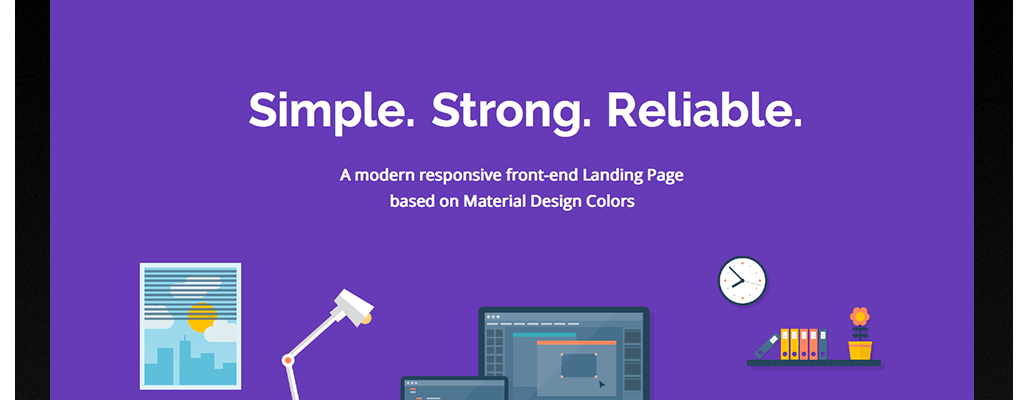 Simple. Strong. Reliable.
A modern responsive front-end Landing Page
based on Material Design Colors